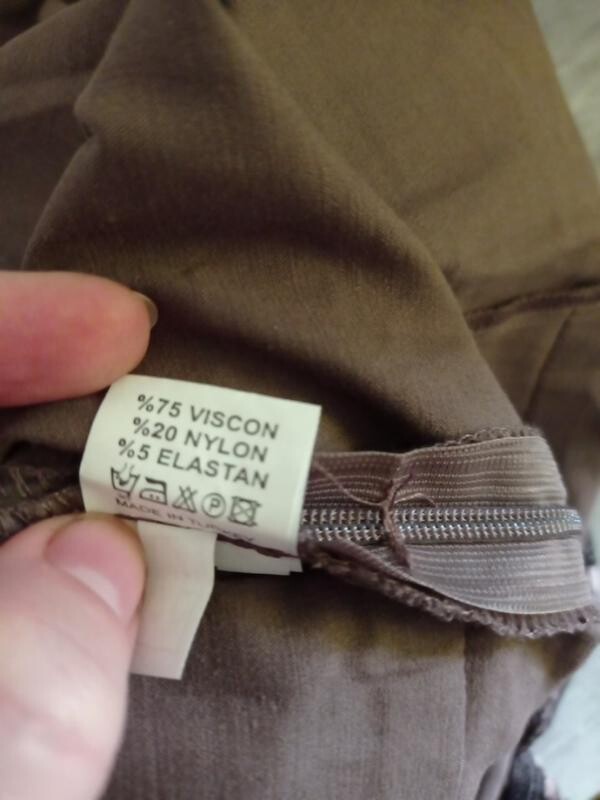 %75 VISCON
%20 NYLON
%5 ELASTAN
MADE IN TURKEY